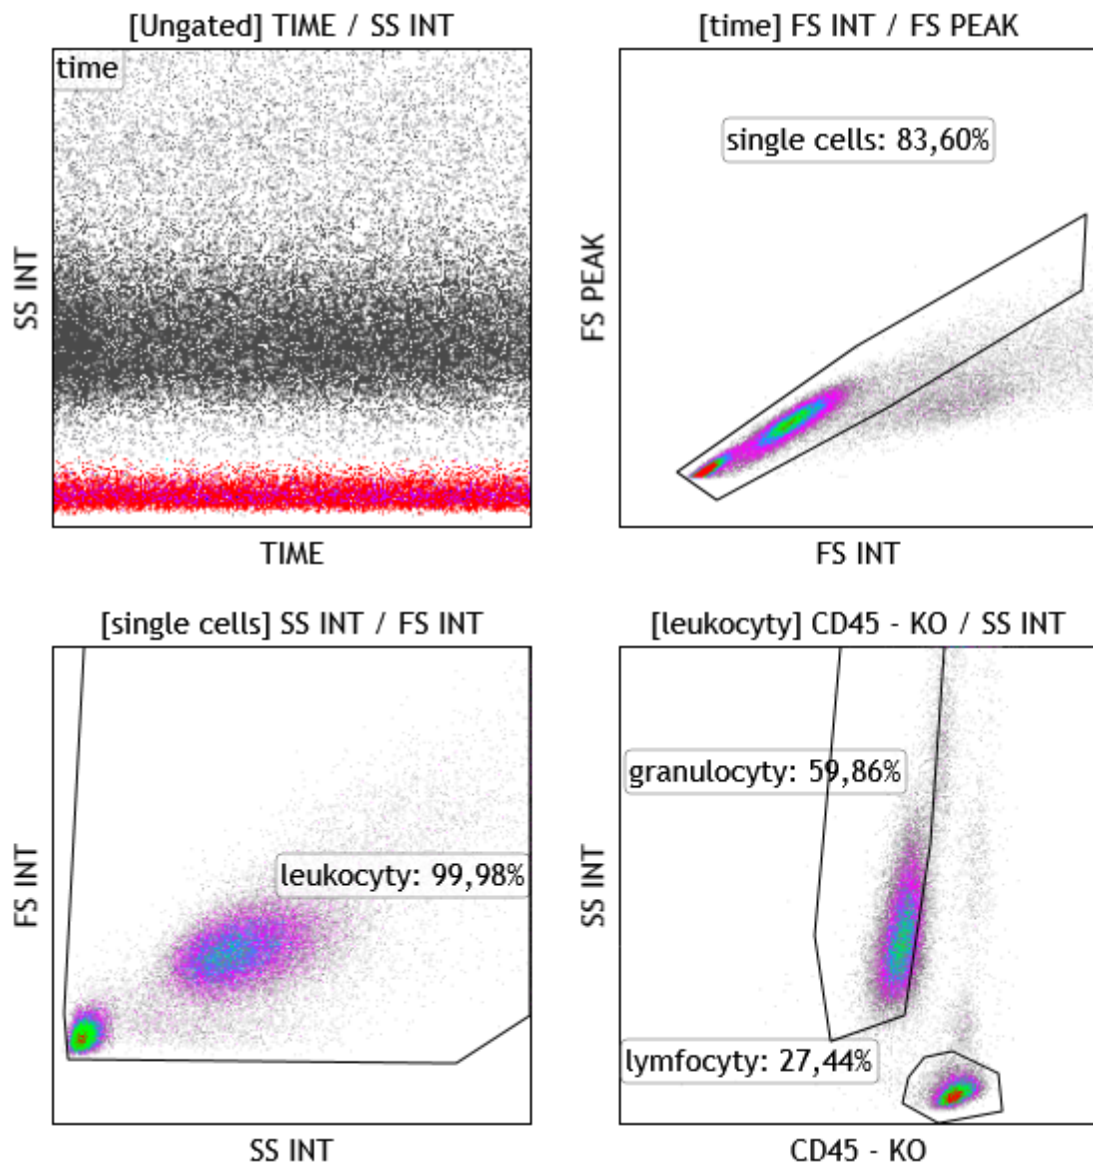 [Ungated] TIME / SS INT
time
SS INT
TIME
[time] FS INT / FS PEAK
single cells: 83,60%
FS PEAK
FS INT
[single cells] SS INT / FS INT
leukocyty: 99,98%
FS INT
SS INT
[leukocyty] CD45 - KO / SS INT
granulocyty: 59,86%
SS INT
lymfocyty: 27,44%
CD45 - KO